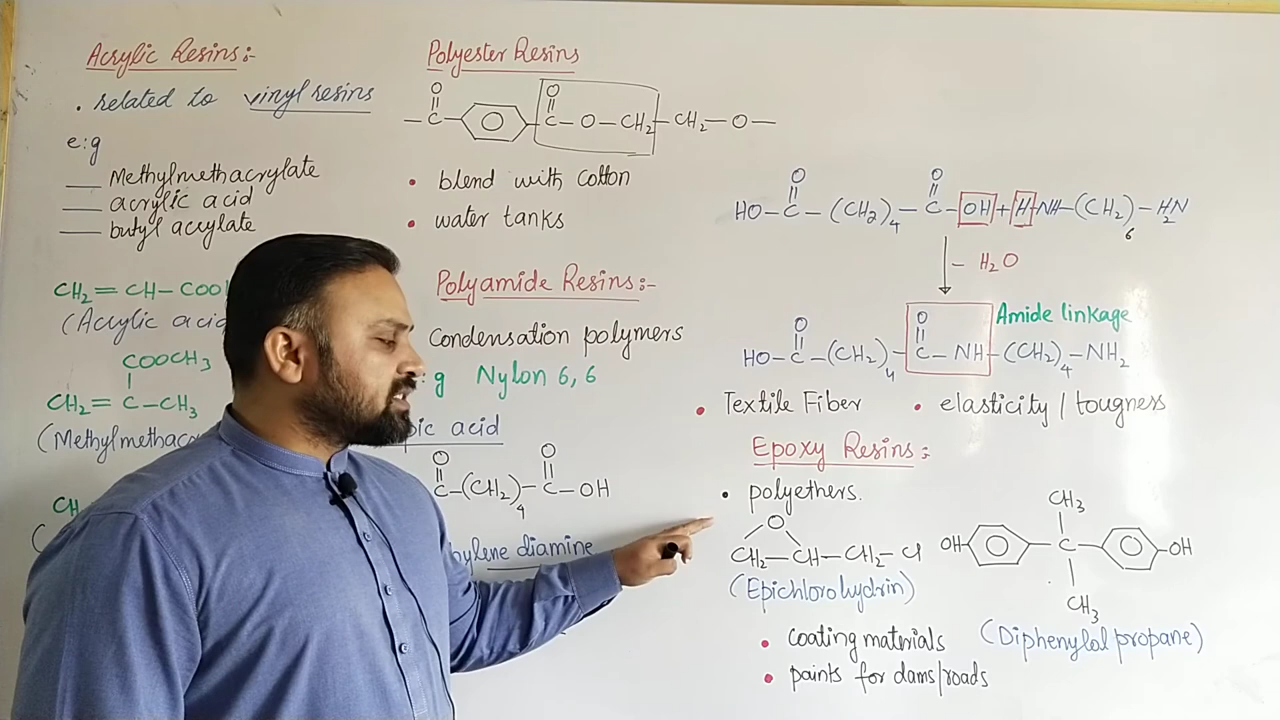 Acrylic Resins:-
. related to vinyl resins
e:g
— Methylmethacrylate
— acrylic acid
— butyl acrylate
CH2 = CH - COO
(Acrylic acid
COOCH3
CH2 = C - CH3
(Methylmethac
CH
(
Polyester Resins
O O
- C - C - O - CH2 - CH2 - O -
• blend with Cotton
• water tanks
Polyamide Resins:-
Condensation polymers
:g Nylon 6, 6
pic acid
O O
C - (CH2)4 - C - OH
hylene diamine
O O
HO - C - (CH2)4 - C - OH + H - NH - (CH2)6 - H2N
- H2O
O O Amide linkage
HO - C - (CH2)4 - C - NH - (CH2)4 - NH2
• Textile Fiber • elasticity / tougness
Epoxy Resins:-
• polyethers.
O
CH2 - CH - CH2 - Cl
(Epichlorohydrin)
CH3
OH - C - OH
CH3
(Diphenylol propane)
• coating materials
• paints for dams/roads